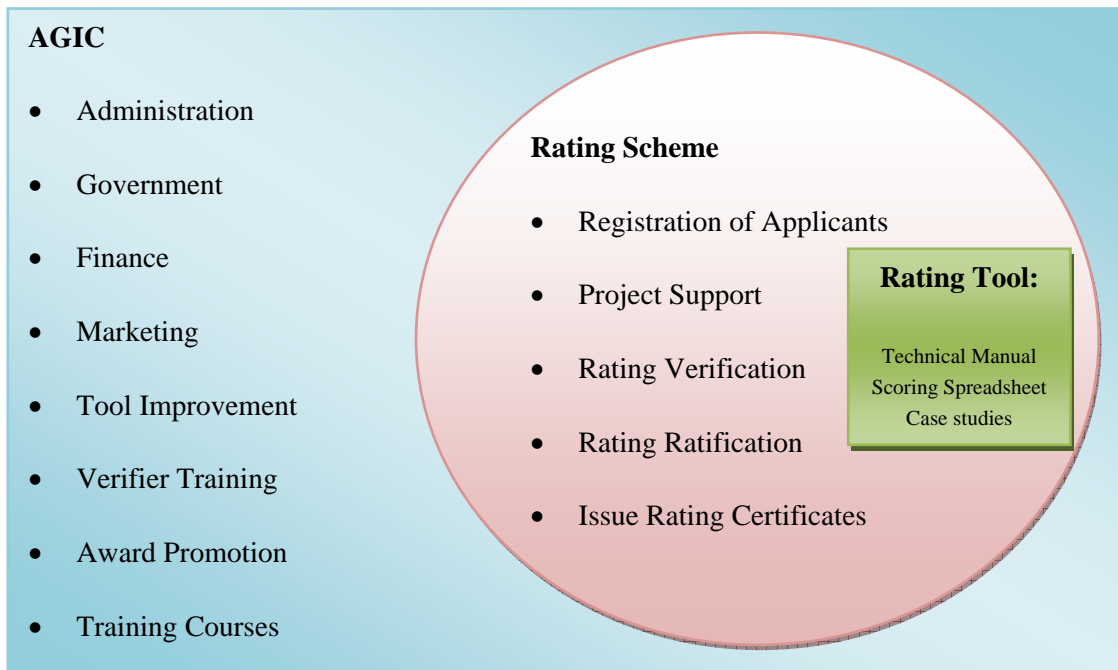 AGIC
• Administration
• Government
• Finance
• Marketing
• Tool Improvement
• Verifier Training
• Award Promotion
• Training Courses
Rating Scheme
• Registration of Applicants
• Project Support
• Rating Verification
• Rating Ratification
• Issue Rating Certificates
Rating Tool:
Technical Manual
Scoring Spreadsheet
Case studies